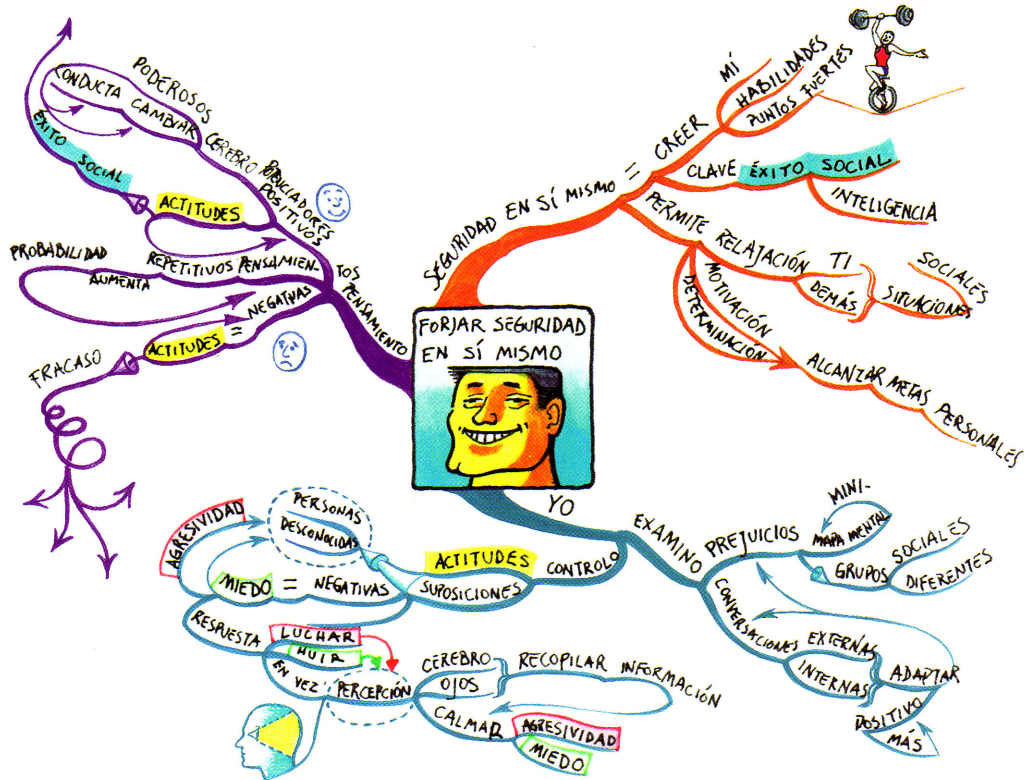 FORJAR SEGURIDAD
EN SÍ MISMO
SEGURIDAD EN SÍ MISMO =
CREER
MÍ
HABILIDADES
PUNTOS FUERTES
CLAVE ÉXITO SOCIAL
INTELIGENCIA
PERMITE RELAJACIÓN
TI
DEMÁS
SITUACIONES
SOCIALES
MOTIVACIÓN
DETERMINACIÓN
ALCANZAR METAS PERSONALES
YO
EXAMINO
PREJUICIOS
MINI-
MAPA MENTAL
GRUPOS
SOCIALES
DIFERENTES
CONVERSACIONES
EXTERNAS
INTERNAS
ADAPTAR
POSITIVO
MÁS
CONTROLO
ACTITUDES
SUPOSICIONES
PERSONAS
DESCONOCIDAS
NEGATIVAS
=
MIEDO
AGRESIVIDAD
RESPUESTA
LUCHAR
HUIR
EN VEZ
PERCEPCIÓN
CEREBRO
OJOS
RECOPILAR INFORMACIÓN
CALMAR
AGRESIVIDAD
MIEDO
PENSAMIENTO
POSITIVOS
CEREBRO
PODEROSOS
CONDUCTA CAMBIAR
ACTITUDES
ÉXITO SOCIAL
REPETITIVOS PENSAMIEN-
TOS
AUMENTA
PROBABILIDAD
NEGATIVAS
=
ACTITUDES
FRACASO